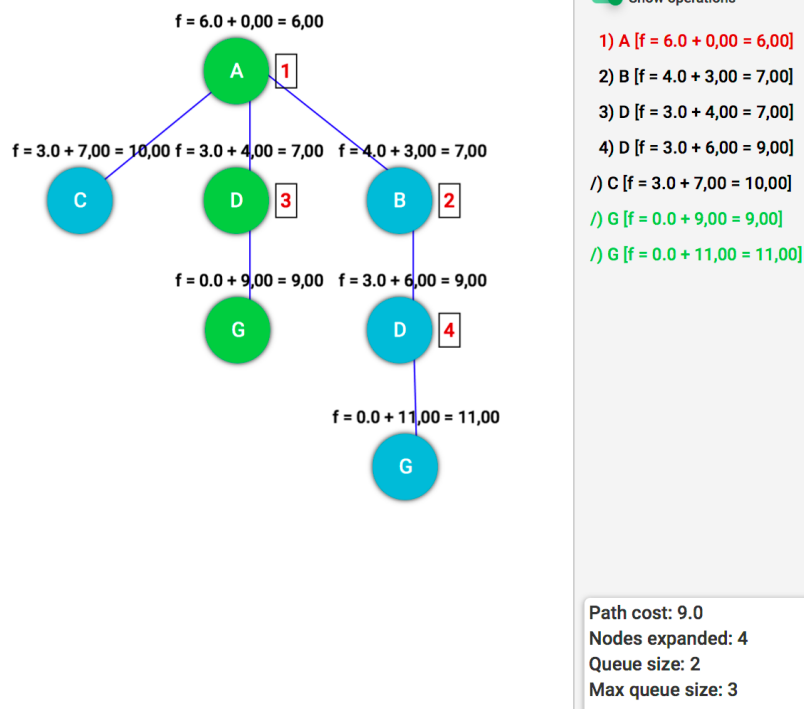 Show operations
f = 6.0 + 0,00 = 6,00
A 1
f = 3.0 + 7,00 = 10,00 f = 3.0 + 4,00 = 7,00 f = 4.0 + 3,00 = 7,00
C D 3 B 2
f = 0.0 + 9,00 = 9,00 f = 3.0 + 6,00 = 9,00
G D 4
f = 0.0 + 11,00 = 11,00
G
1) A [f = 6.0 + 0,00 = 6,00]
2) B [f = 4.0 + 3,00 = 7,00]
3) D [f = 3.0 + 4,00 = 7,00]
4) D [f = 3.0 + 6,00 = 9,00]
/) C [f = 3.0 + 7,00 = 10,00]
/) G [f = 0.0 + 9,00 = 9,00]
/) G [f = 0.0 + 11,00 = 11,00]
Path cost: 9.0
Nodes expanded: 4
Queue size: 2
Max queue size: 3